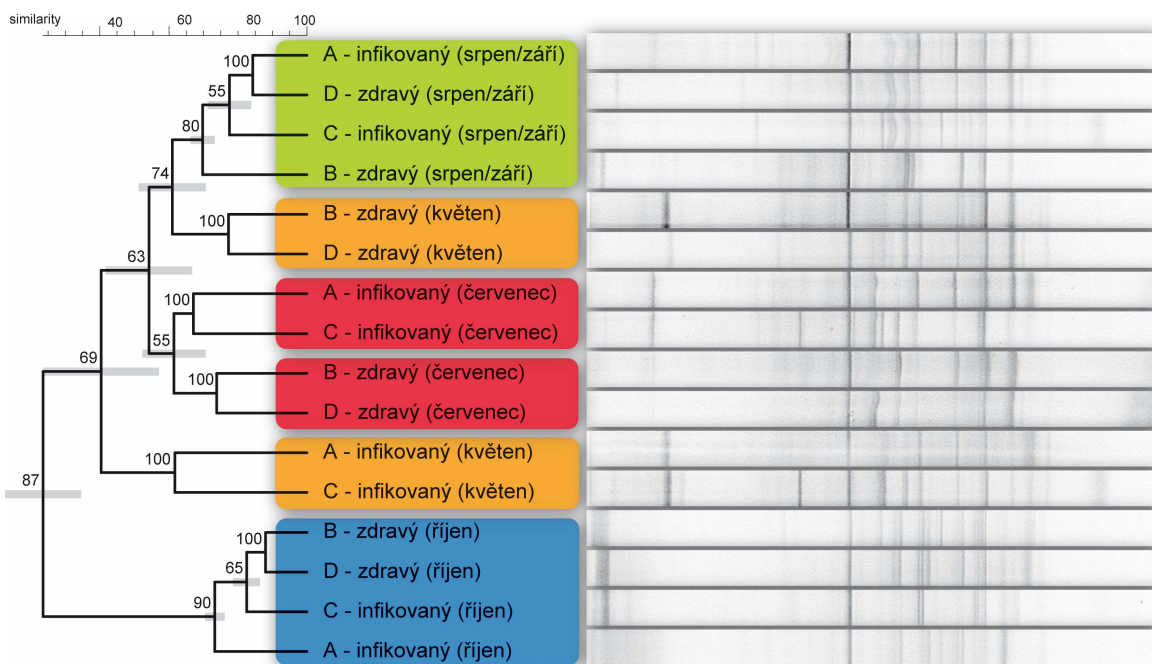 similarity
40 60 80 100
100 A - infikovaný (srpen/září)
55 D - zdravý (srpen/září)
80 C - infikovaný (srpen/září)
74 B - zdravý (srpen/září)
100 B - zdravý (květen)
63 D - zdravý (květen)
100 A - infikovaný (červenec)
55 C - infikovaný (červenec)
69
100 B - zdravý (červenec)
D - zdravý (červenec)
100 A - infikovaný (květen)
87 C - infikovaný (květen)
100 B - zdravý (říjen)
65 D - zdravý (říjen)
90 C - infikovaný (říjen)
A - infikovaný (říjen)